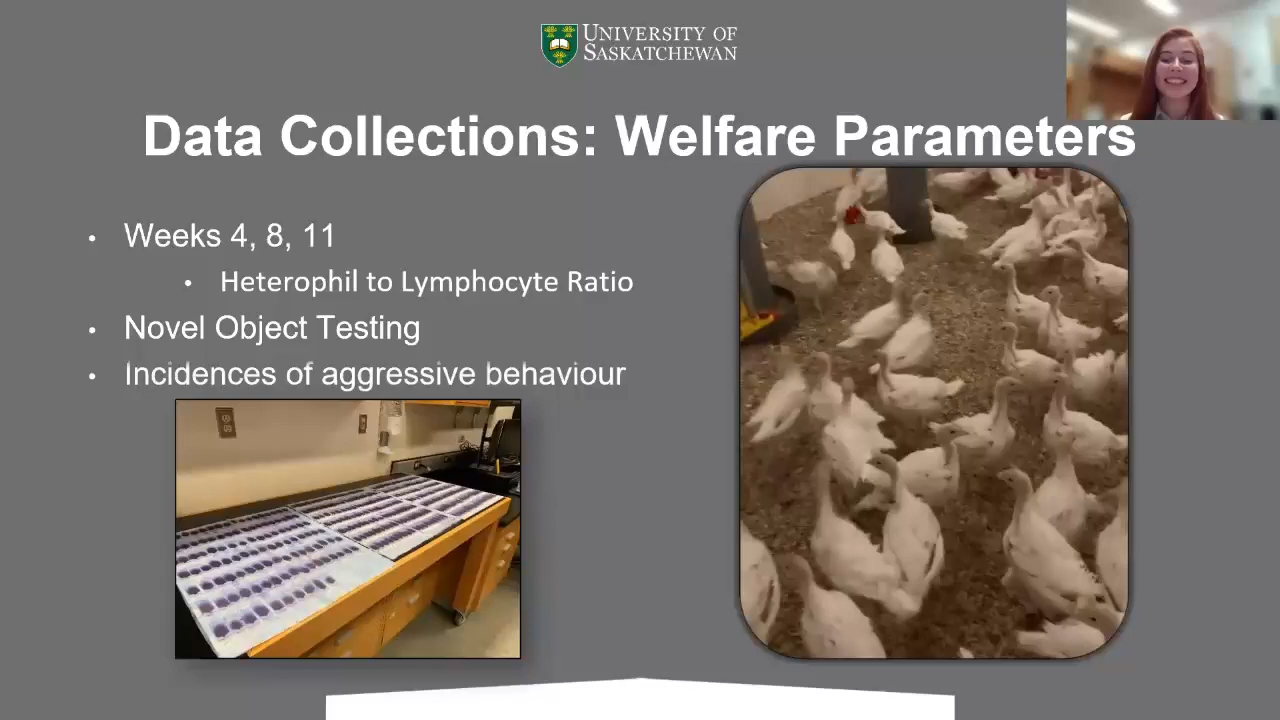 UNIVERSITY OF
SASKATCHEWAN
Data Collections: Welfare Parameters
• Weeks 4, 8, 11
• Heterophil to Lymphocyte Ratio
• Novel Object Testing
• Incidences of aggressive behaviour